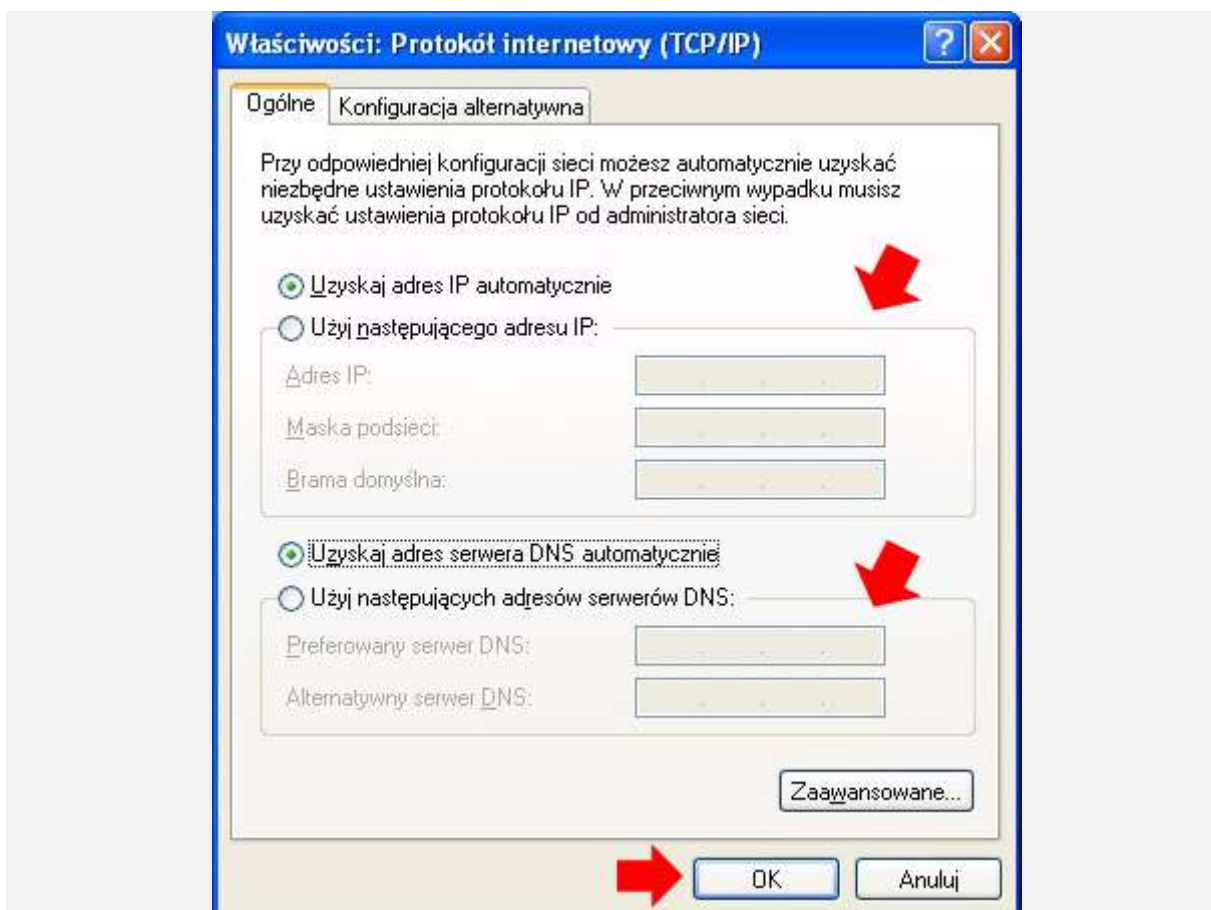 Właściwości: Protokół internetowy (TCP/IP)
Ogólne
Konfiguracja alternatywna
Przy odpowiedniej konfiguracji sieci możesz automatycznie uzyskać
niezbędne ustawienia protokołu IP. W przeciwnym wypadku musisz
uzyskać ustawienia protokołu IP od administratora sieci.
Uzyskaj adres IP automatycznie
Użyj następującego adresu IP:
Adres IP:
Maska podsieci:
Brama domyślna:
Uzyskaj adres serwera DNS automatycznie
Użyj następujących adresów serwerów DNS:
Preferowany serwer DNS:
Alternatywny serwer DNS:
Zaawansowane...
OK
Anuluj